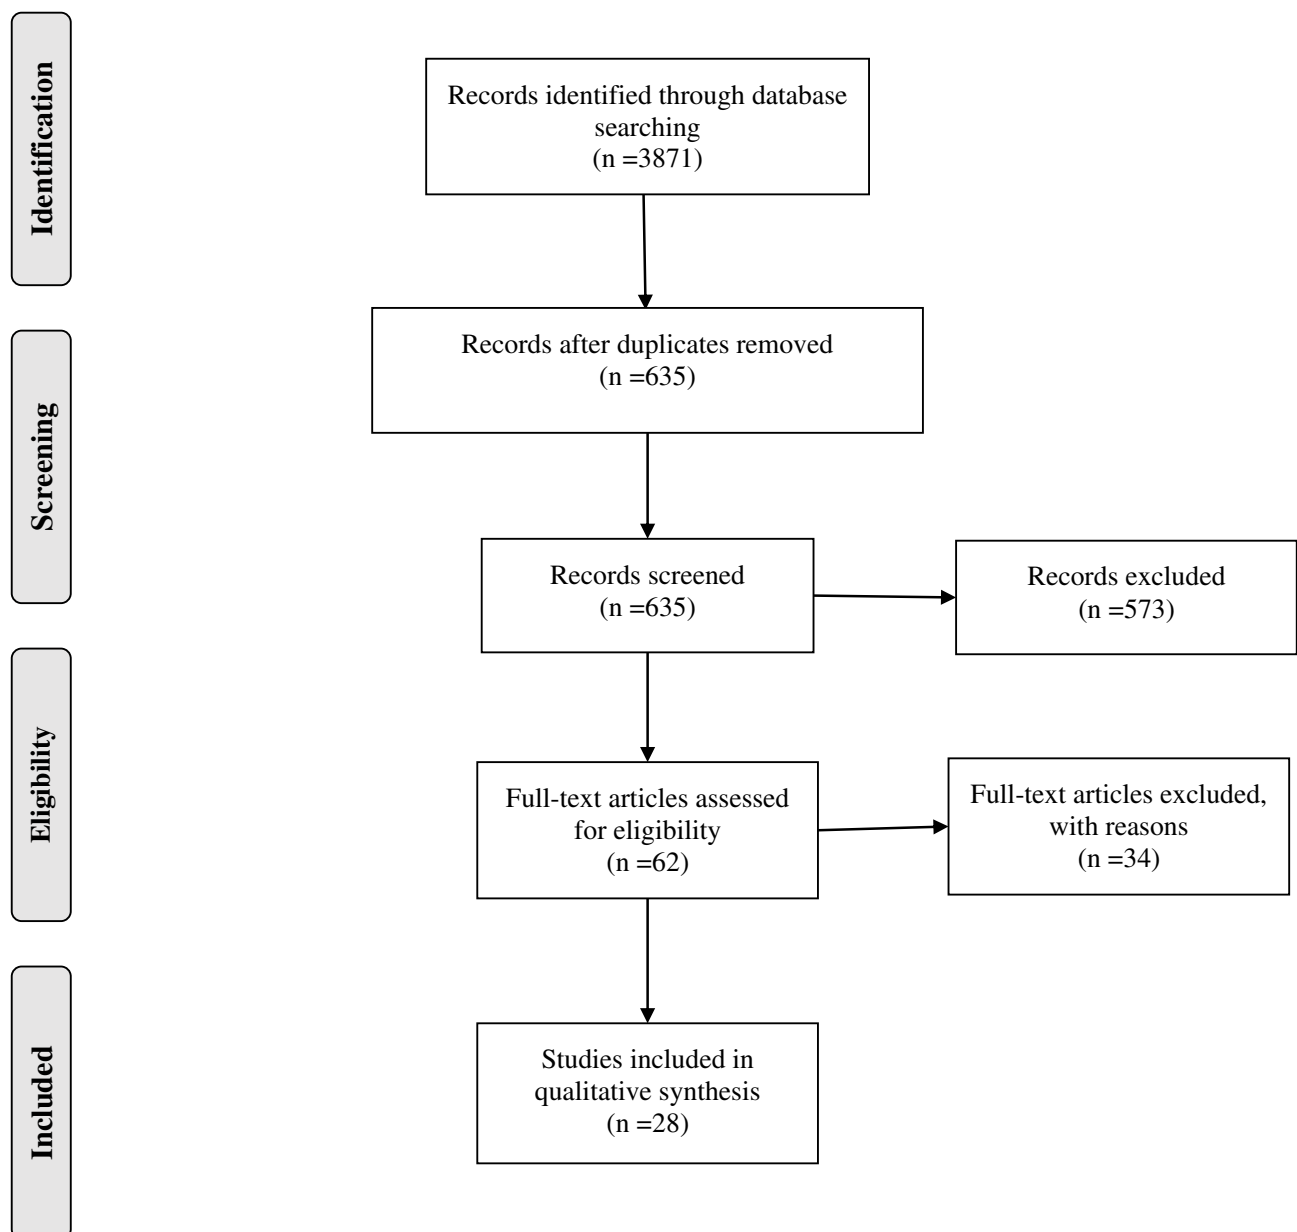 Identification
Records identified through database
searching
(n =3871)
Records after duplicates removed
(n =635)
Screening
Records screened
(n =635)
Records excluded
(n =573)
Eligibility
Full-text articles assessed
for eligibility
(n =62)
Full-text articles excluded,
with reasons
(n =34)
Included
Studies included in
qualitative synthesis
(n =28)